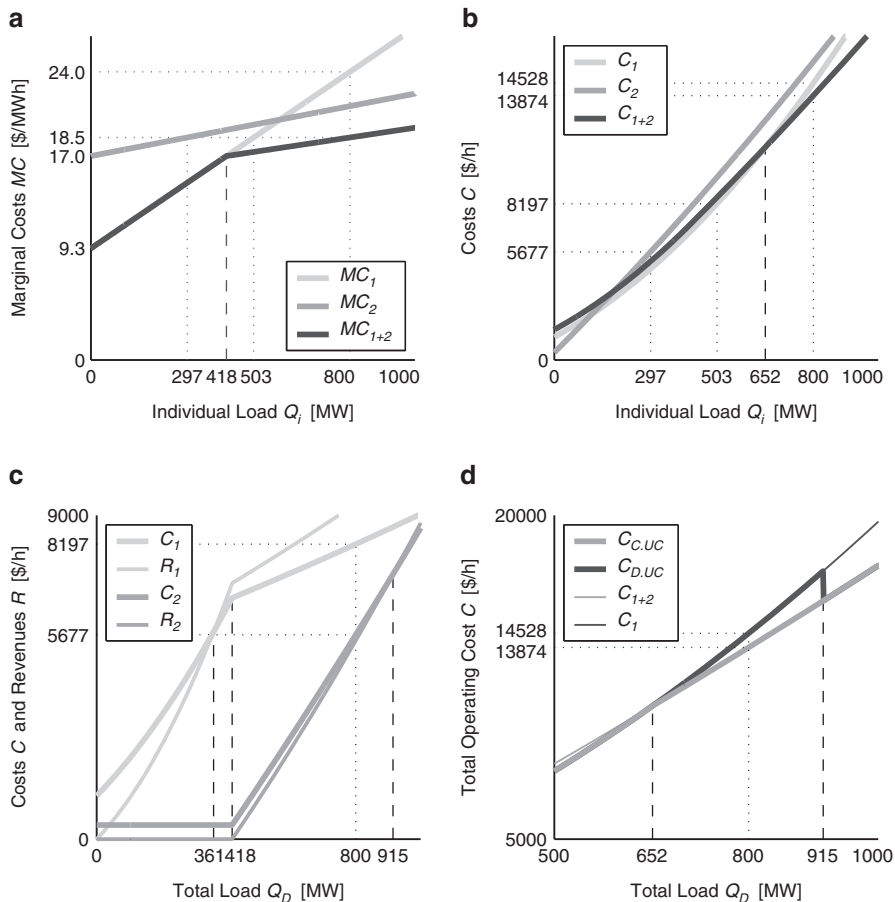 a
Marginal Costs MC [$/MWh]
24.0
18.5
17.0
9.3
0
MC1
MC2
MC1+2
0 297 418 503 800 1000
Individual Load Qi [MW]
b
Costs C [$/h]
14528
13874
8197
5677
0
C1
C2
C1+2
0 297 503 652 800 1000
Individual Load Qi [MW]
c
Costs C and Revenues R [$/h]
9000
8197
5677
0
C1
R1
C2
R2
0 361 418 800 915
Total Load QD [MW]
d
Total Operating Cost C [$/h]
20000
14528
13874
5000
CC.UC
CD.UC
C1+2
C1
500 652 800 915 1000
Total Load QD [MW]